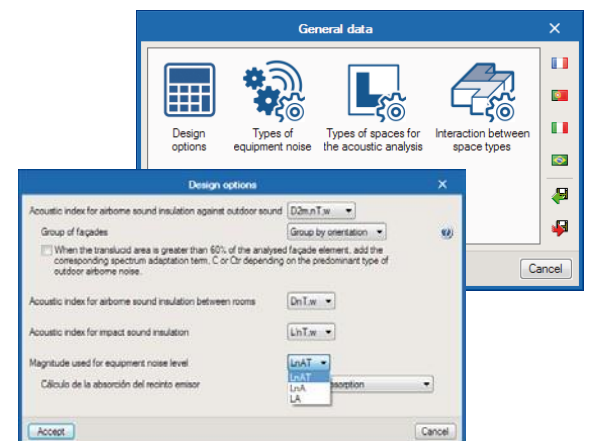 General data
Design
options
Types of
equipment noise
Types of spaces for
the acoustic analysis
Interaction between
space types
Cancel
Design options
Acoustic index for airborne sound insulation against outdoor sound D2m,nT,w
Group of façades Group by orientation
When the translucid area is greater than 60% of the analysed façade element, add the
corresponding spectrum adaptation term, C or Ctr depending on the predominant type of
outdoor airborne noise.
Acoustic index for airborne sound insulation between rooms DnT,w
Acoustic index for impact sound insulation L'nT,w
Magnitude used for equipment noise level LnAT
LnAT
LnA
LA
Cálculo de la absorción del recinto emisor
Accept Cancel